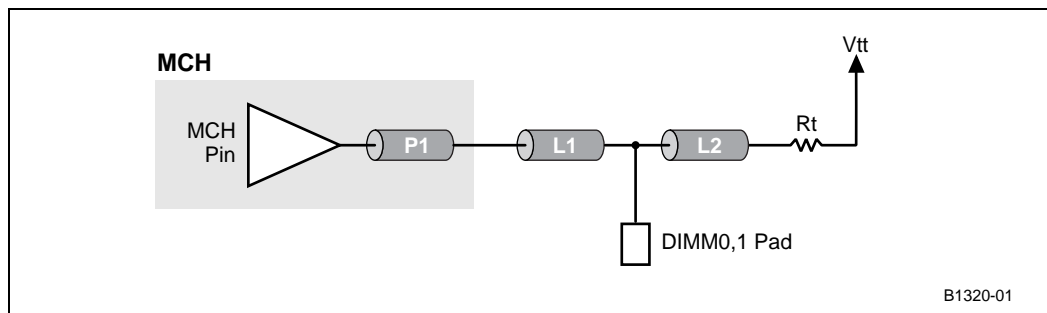 MCH
Vtt
MCH
Pin
P1
L1
L2
Rt
DIMM0,1 Pad
B1320-01